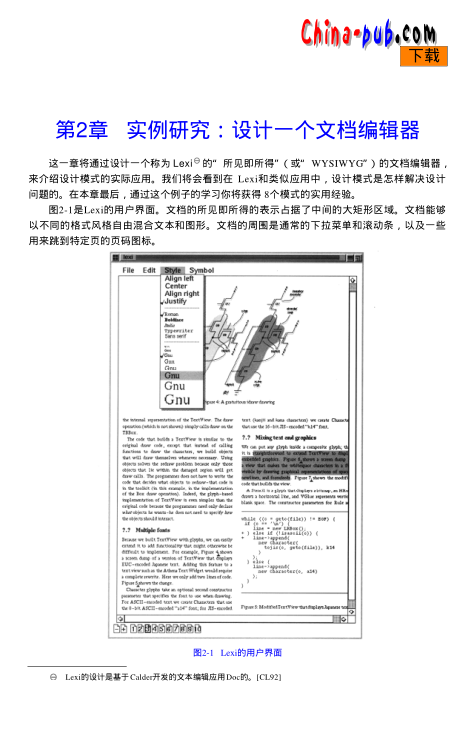 China-pub.com
下载
第2章 实例研究：设计一个文档编辑器
这一章将通过设计一个称为Lexi⊖的“所见即所得”（或“WYSIWYG”）的文档编辑器，
来介绍设计模式的实际应用。我们将会看到在 Lexi和类似应用中，设计模式是怎样解决设计
问题的。在本章最后，通过这个例子的学习你将获得 8个模式的实用经验。
图2-1是Lexi的用户界面。文档的所见即所得的表示占据了中间的大矩形区域。文档能够
以不同的格式风格自由混合文本和图形。文档的周围是通常的下拉菜单和滚动条，以及一些
用来跳到特定页的页码图标。
lexi
File Edit Style Symbol
Align left
Center
Align right
Justify
Roman
Boldface
Italic
Typewriter
Sans serif
Gnu
Gnu
Gnu
Gnu
Gnu
Gnu
the internal representation of the TextView. The draw
operation (which is not shown) simply calls draw on the
TBBox.
The code that builds a TextView is similar to the
original draw code, except that instead of calling
functions to draw the characters, we build objects
that will draw themselves whenever necessary. Using
objects solves the redraw problem because only those
objects that lie within the damaged region will get
draw calls. The programmer does not have to write the
code that decides what objects to redraw-that code is
in the toolkit (in this example, in the implementation
of the Box draw operation). Indeed, the glyph-based
implementation of TextView is even simpler than the
original code because the programmer need only declare
what objects he wants-he does not need to specify how
the objects should interact.
7.7 Multiple fonts
Because we built TextView with glyphs, we can easily
extend it to add functionality that might otherwise be
difficult to implement. For example, Figure 4 shows
a screen dump of a version of TextView that displays
EUC-encoded Japanese text. Adding this feature to a
text view such as the Athena Text Widget would require
a complete rewrite. Here we only add two lines of code.
Figure 5 shows the change.
Character glyphs take an optional second constructor
parameter that specifies the font to use when drawing.
For ASCII-encoded text we create Characters that use
the 8-bit ASCII-encoded "a14" font, for JIS-encoded
Figure 4. A gratuitous idraw drawing
text (kanji and kana characters) we create Characte
that use the 16-bit JIS-encoded "k14" font.
7.7 Mixing text and graphics
We can put any glyph inside a composite glyph, th
it is straightforward to extend TextView to displa
embedded graphics. Figure 6 shows a screen dump
a view that makes the whitespace characters in a fi
visible by drawing graphical representations of spac
newlines, and formfeeds. Figure 7 shows the modifi
code that builds the view.
A Stencil is a glyph that displays a bitmap, an HRu
draws a horizontal line, and VGlue represents vertic
blank space. The constructor parameters for Rule a
while ((c = getc(file)) != EOF) {
if (c == '\n') {
line = new LRBox();
} else if (!isascii(c)) {
line->append(
new Character(
tojis(c, getc(file)), k14
)
);
} else {
line->append(
new Character(c, a14)
);
}
}
Figure 5. Modified TextView that displays Japanese text
1 2 3 4 5 6 7 8 9 10
图2-1 Lexi的用户界面
⊖ Lexi的设计是基于Calder开发的文本编辑应用Doc的。[CL92]